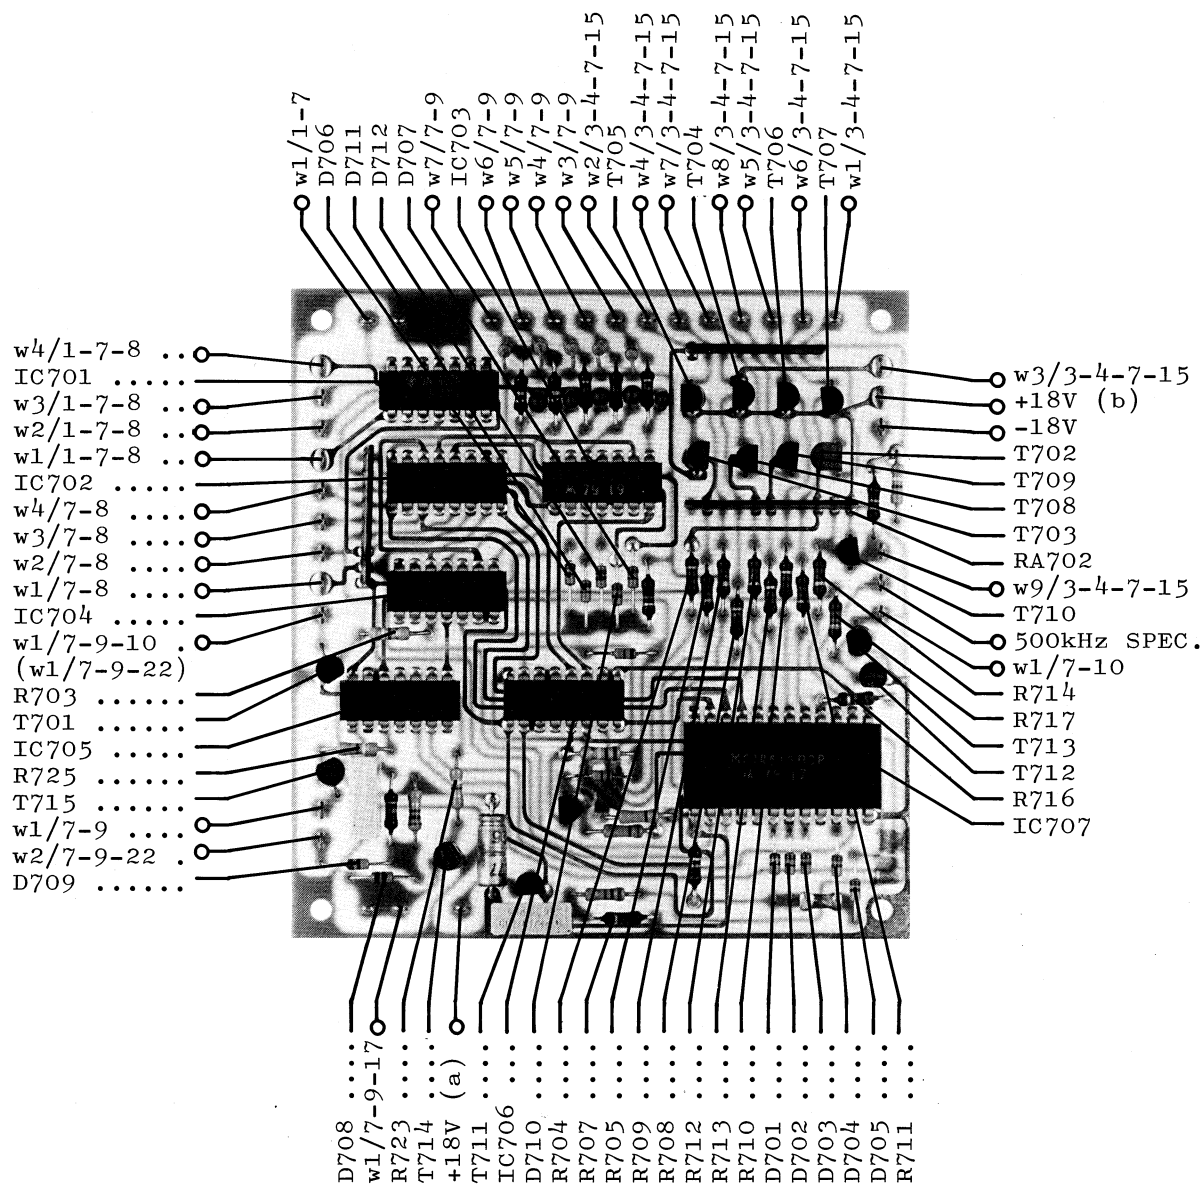 w1/1-7
D706
D711
D712
D707
w7/7-9
IC703
w6/7-9
w5/7-9
w4/7-9
w3/7-9
w2/3-4-7-15
T705
w4/3-4-7-15
w7/3-4-7-15
T704
w8/3-4-7-15
w5/3-4-7-15
T706
w6/3-4-7-15
T707
w1/3-4-7-15
w4/1-7-8 ..
IC701 .....
w3/1-7-8 ..
w2/1-7-8 ..
w1/1-7-8 ..
IC702 ......
w4/7-8 ....
w3/7-8 ....
w2/7-8 ....
w1/7-8 ....
IC704 ......
w1/7-9-10 .
(w1/7-9-22)
R703 ......
T701 ......
IC705 .....
R725 ......
T715 ......
w1/7-9 ....
w2/7-9-22 .
D709 ......
w3/3-4-7-15
+18V (b)
-18V
T702
T709
T708
T703
RA702
w9/3-4-7-15
T710
500kHz SPEC.
w1/7-10
R714
R717
T713
T712
R716
IC707
D708 .....
w1/7-9-17
R723 .....
T714 .....
+18V (a)
T711 .....
IC706 ....
D710 .....
R704 .....
R707 .....
R705 .....
R709 .....
R708 .....
R712 .....
R713 .....
R710 .....
D701 .....
D702 .....
D703 .....
D704 .....
D705 .....
R711 .....